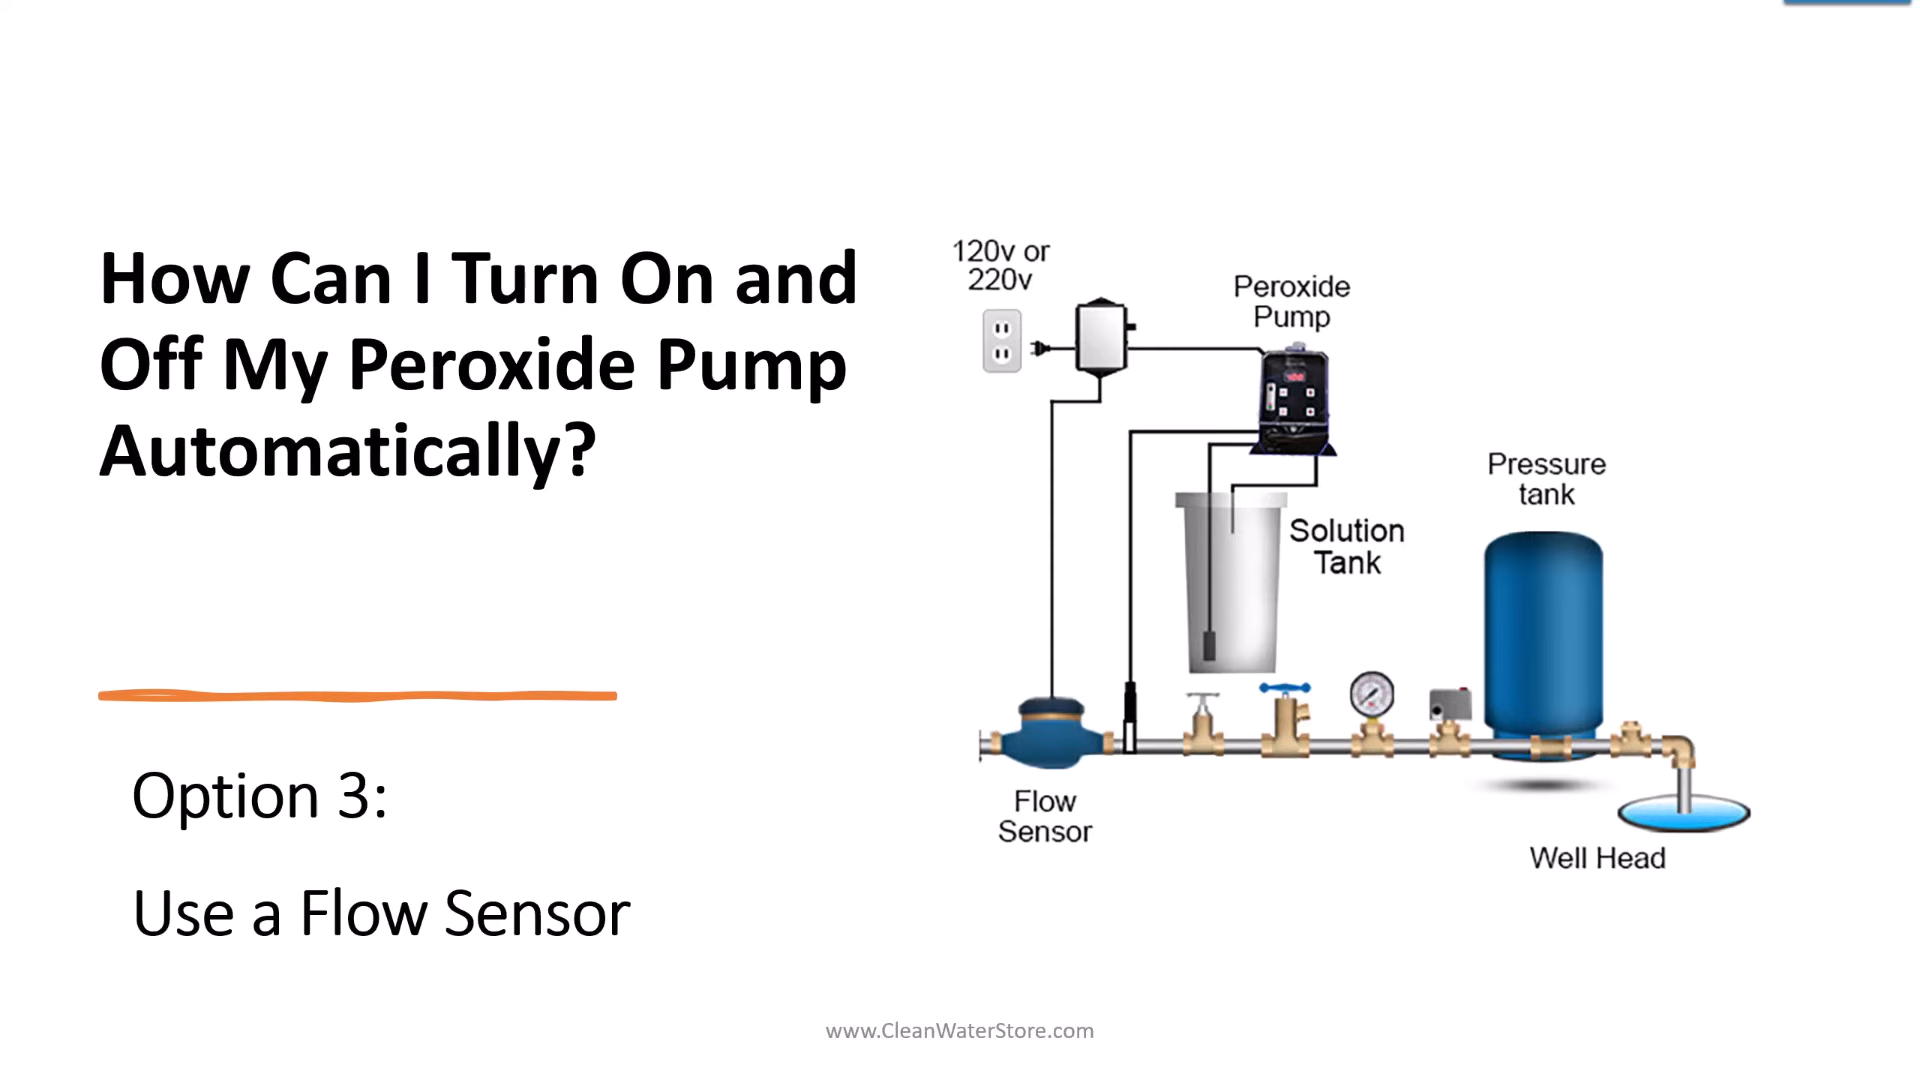 How Can I Turn On and
Off My Peroxide Pump
Automatically?
Option 3:
Use a Flow Sensor
120v or
220v
Peroxide
Pump
Solution
Tank
Pressure
tank
Flow
Sensor
Well Head
www.CleanWaterStore.com